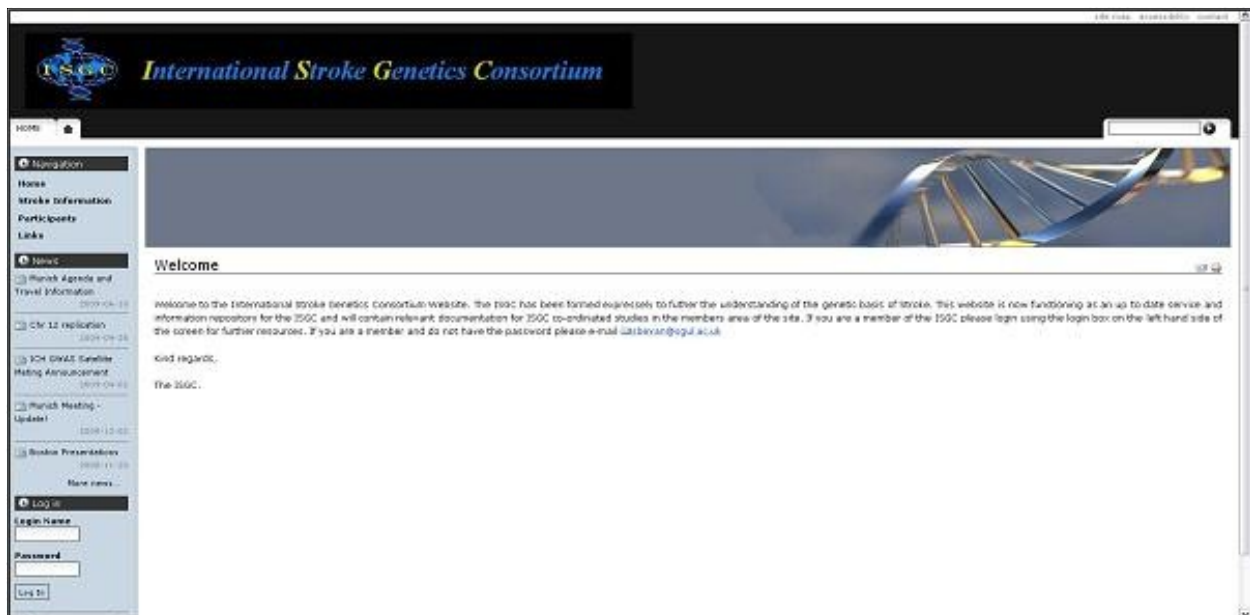 site map accessibility contact
ISGC
International Stroke Genetics Consortium
HOME
Navigation
Home
Stroke Information
Participants
Links
News
Munich Agenda and
Travel Information
Chr 12 replication
ICH GWAS Satellite
Meting Announcement
Munich Meeting -
Update!
Boston Presentations
More news...
Log in
Login Name
Password
Log In
Welcome
Welcome to the International Stroke Genetics Consortium Website. The ISGC has been formed expressely to futher the understanding of the genetic basis of Stroke. This website is now functioning as an up to date service and
information repository for the ISGC and will contain relevant documentation for ISGC co-ordinated studies in the members area of the site. If you are a member of the ISGC please login using the login box on the left hand side of
the screen for further resources. If you are a member and do not have the password please e-mail
Kind regards,
The ISGC.